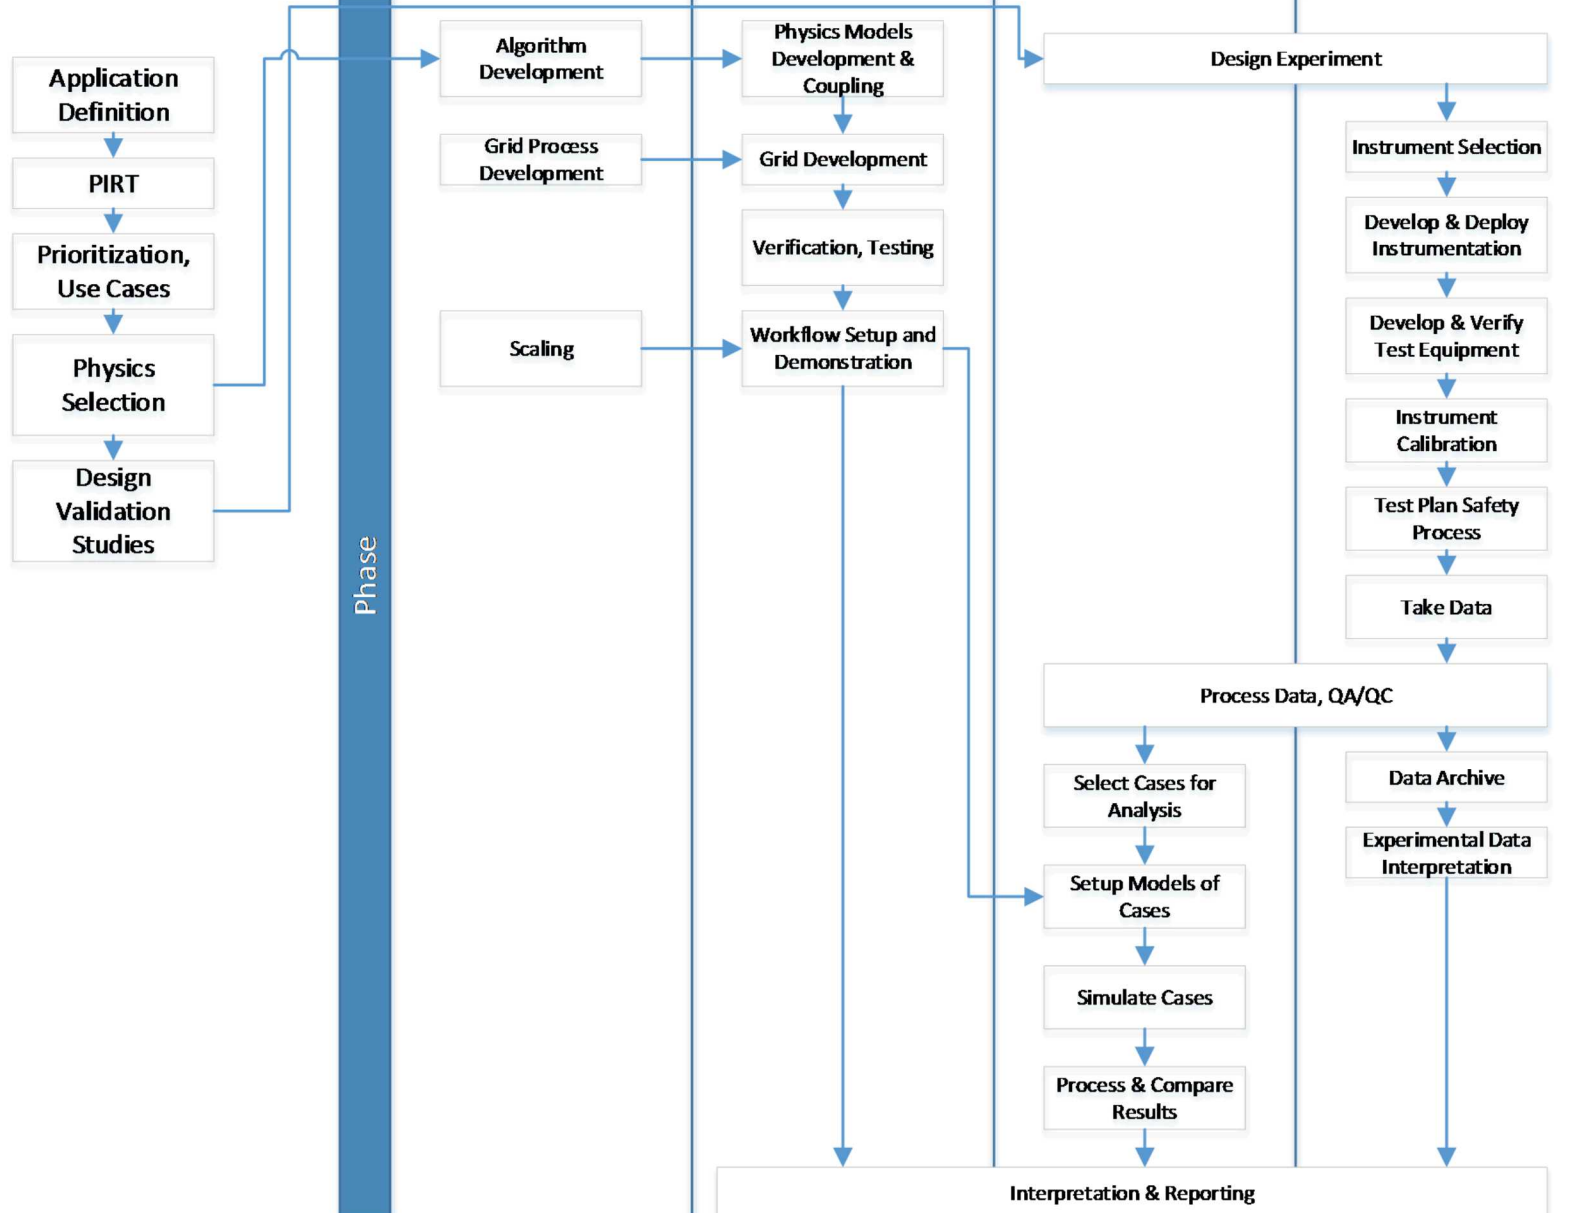 Application
Definition
PIRT
Prioritization,
Use Cases
Physics
Selection
Design
Validation
Studies
Phase
Algorithm
Development
Grid Process
Development
Scaling
Physics Models
Development &
Coupling
Grid Development
Verification, Testing
Workflow Setup and
Demonstration
Design Experiment
Instrument Selection
Develop & Deploy
Instrumentation
Develop & Verify
Test Equipment
Instrument
Calibration
Test Plan Safety
Process
Take Data
Process Data, QA/QC
Select Cases for
Analysis
Setup Models of
Cases
Simulate Cases
Process & Compare
Results
Data Archive
Experimental Data
Interpretation
Interpretation & Reporting